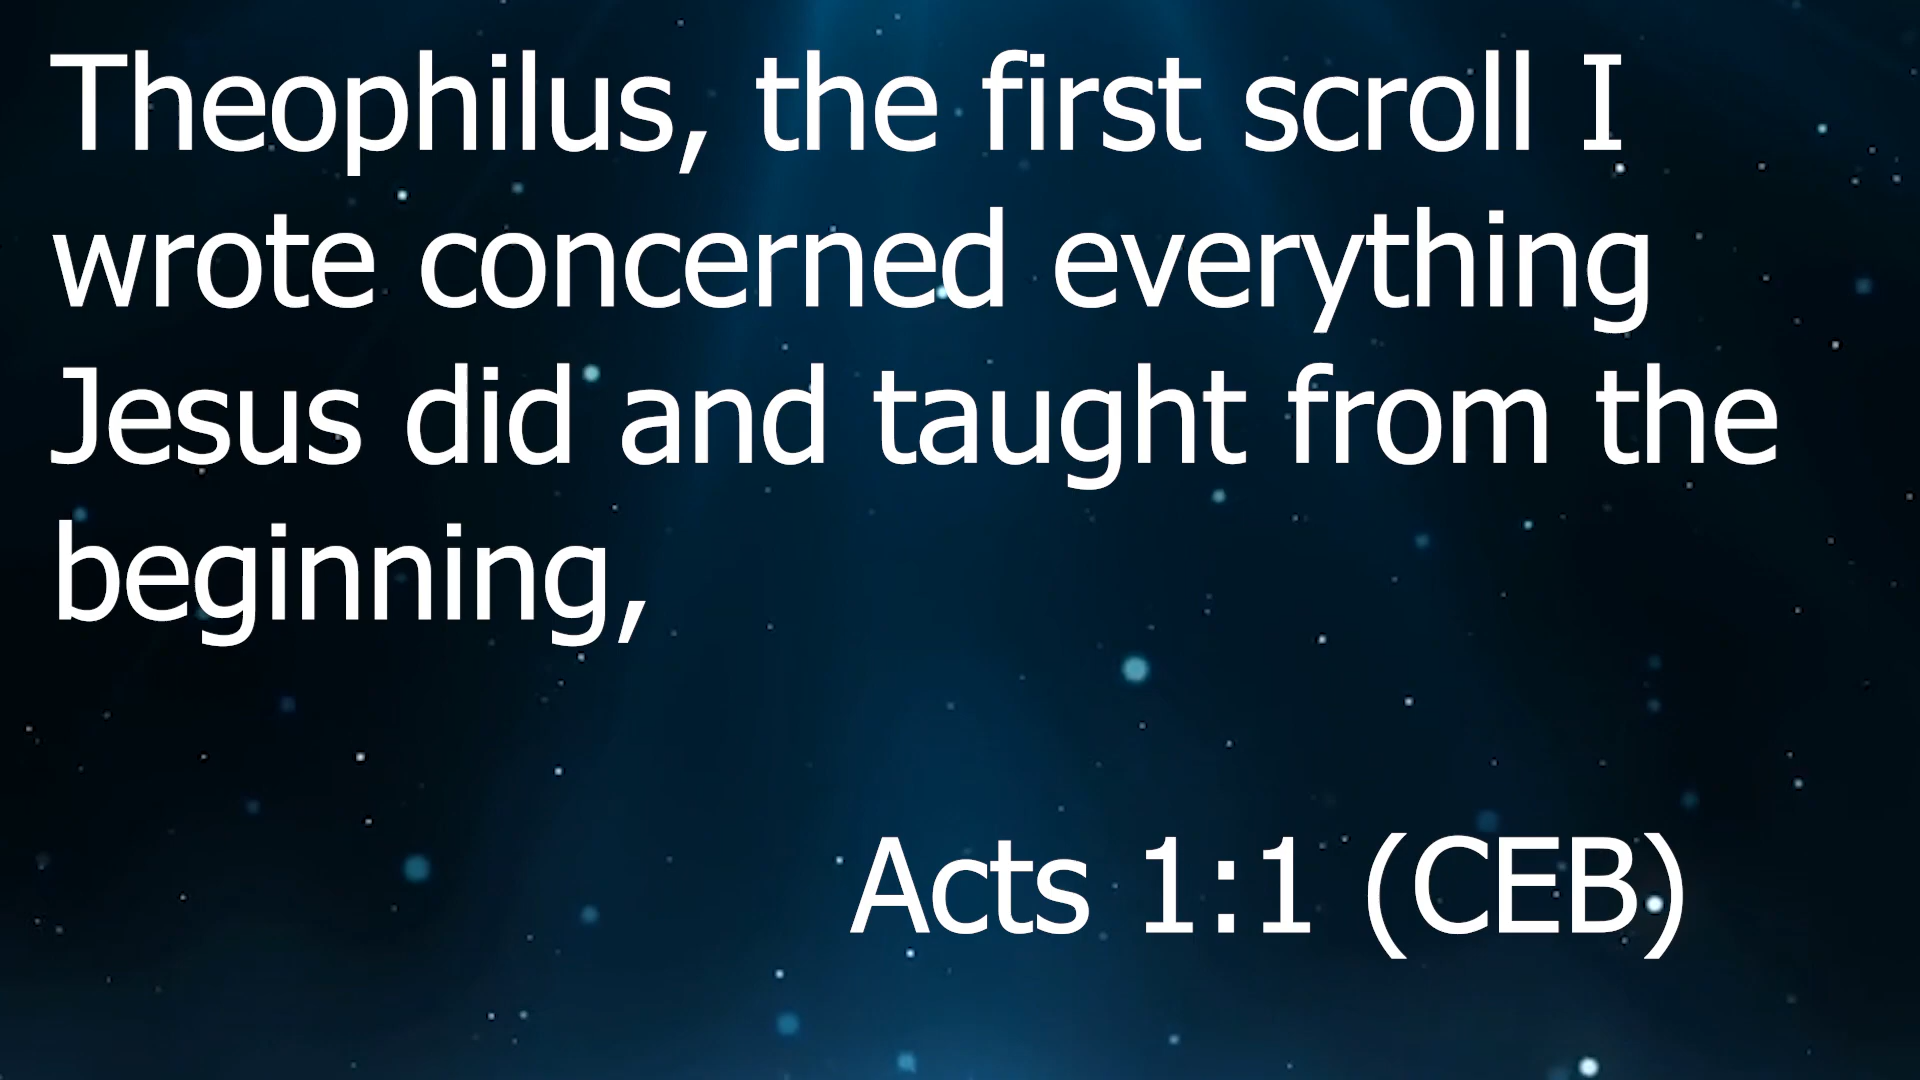 Theophilus, the first scroll I
wrote concerned everything
Jesus did and taught from the
beginning,
Acts 1:1 (CEB)